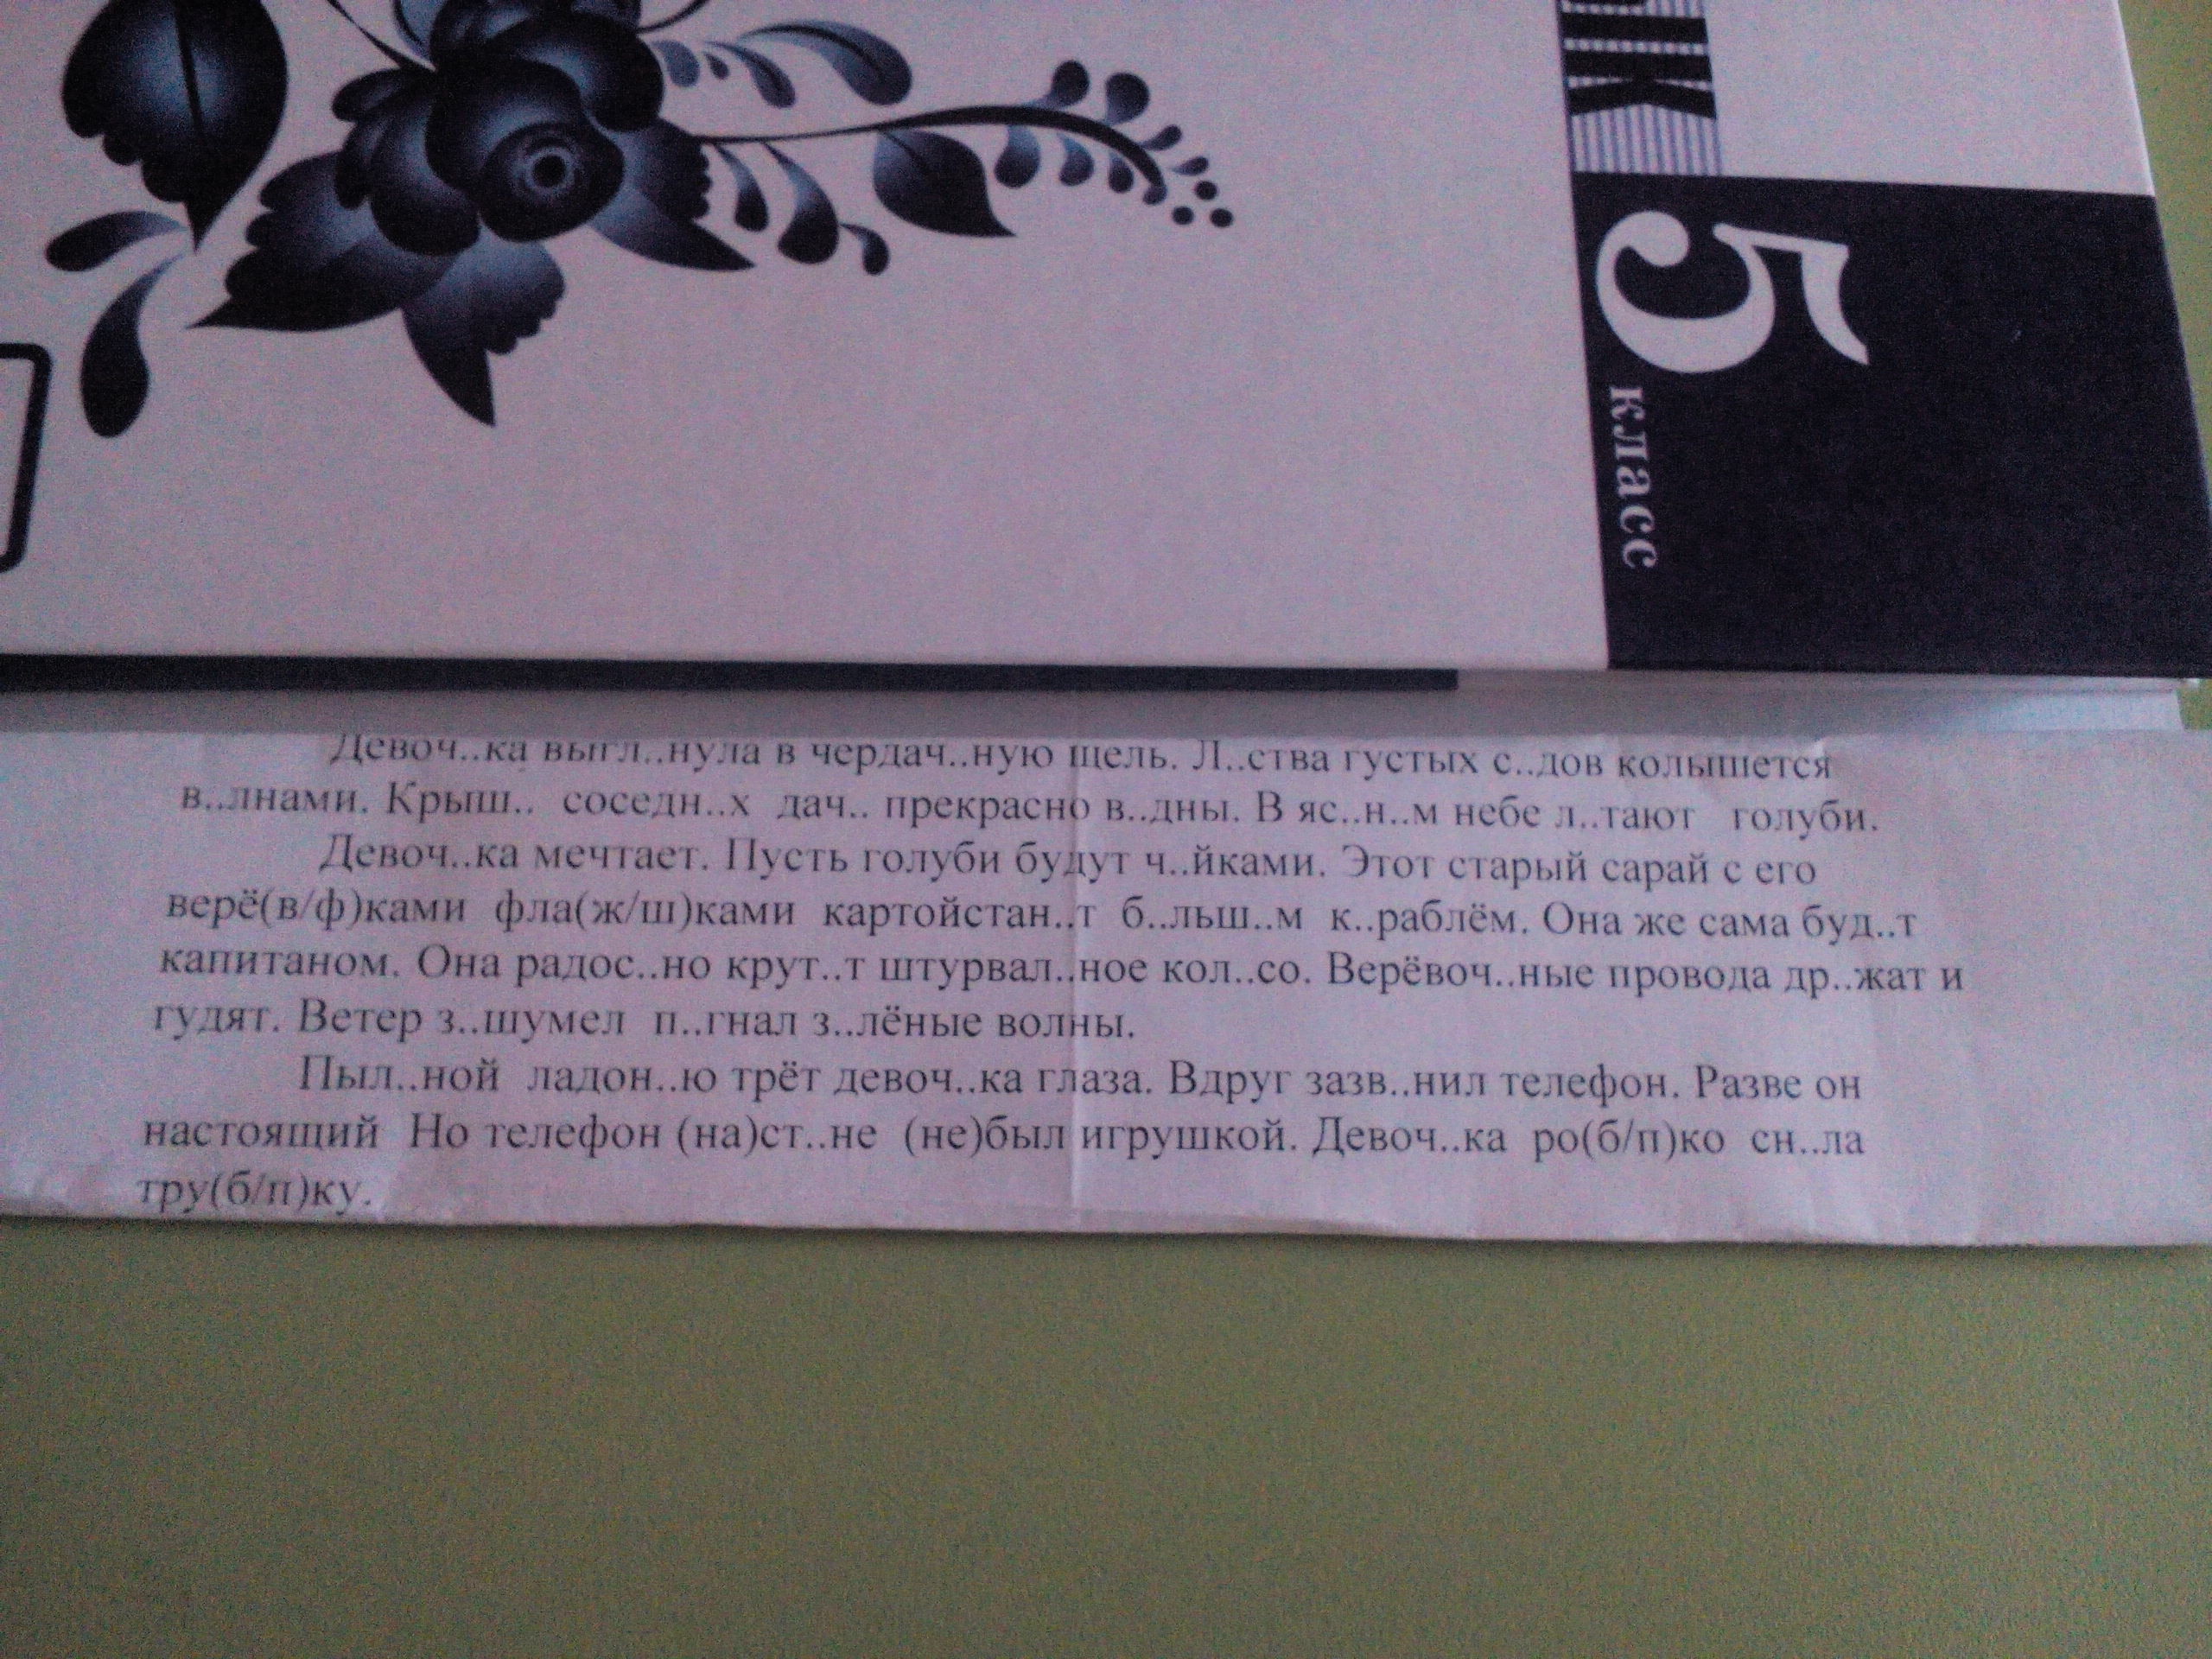 5
класс
Девоч..ка выгл..нула в чердач..ную щель. Л..ства густых с..дов колышется
в..лнами. Крыш.. соседн..х дач.. прекрасно в..дны. В яс..н..м небе л..тают голуби.
Девоч..ка мечтает. Пусть голуби будут ч..йками. Этот старый сарай с его
верё(в/ф)ками фла(ж/ш)ками картойстан..т б..льш..м к..раблём. Она же сама буд..т
капитаном. Она радос..но крут..т штурвал..ное кол..со. Верёвоч..ные провода др..жат и
гудят. Ветер з..шумел п..гнал з..лёные волны.
Пыл..ной ладон..ю трёт девоч..ка глаза. Вдруг зазв..нил телефон. Разве он
настоящий Но телефон (на)ст..не (не)был игрушкой. Девоч..ка ро(б/п)ко сн..ла
тру(б/п)ку.